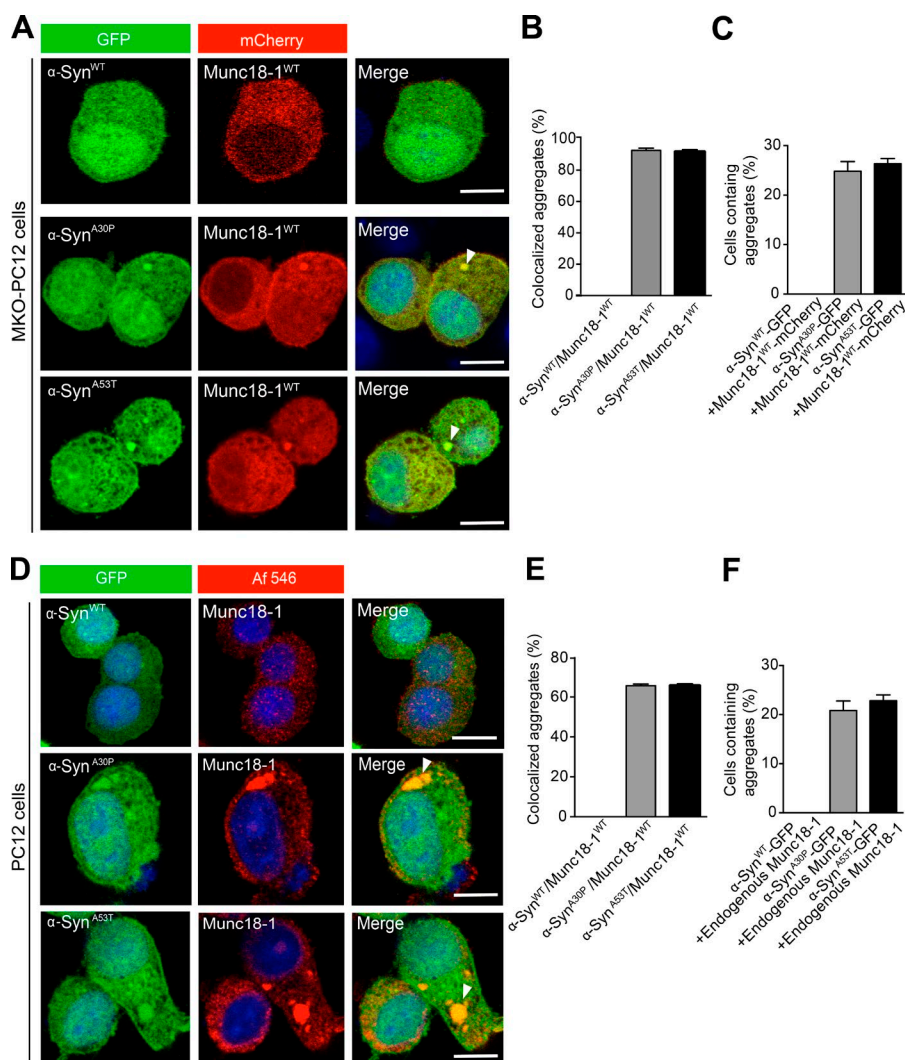 A
GFP
mCherry
α-Syn^WT
Munc18-1^WT
Merge
α-Syn^A30P
Munc18-1^WT
Merge
α-Syn^A53T
Munc18-1^WT
Merge
MKO-PC12 cells
B
Colocalized aggregates (%)
100
80
60
40
20
0
α-Syn^WT/Munc18-1^WT
α-Syn^A30P/Munc18-1^WT
α-Syn^A53T/Munc18-1^WT
C
Cells containg
aggregates (%)
30
20
10
0
α-Syn^WT-GFP
+Munc18-1^WT-mCherry
α-Syn^A30P-GFP
+Munc18-1^WT-mCherry
α-Syn^A53T-GFP
+Munc18-1^WT-mCherry
D
GFP
Af 546
α-Syn^WT
Munc18-1
Merge
α-Syn^A30P
Munc18-1
Merge
α-Syn^A53T
Munc18-1
Merge
PC12 cells
E
Colocalized aggregates (%)
80
60
40
20
0
α-Syn^WT/Munc18-1^WT
α-Syn^A30P /Munc18-1^WT
α-Syn^A53T/Munc18-1^WT
F
Cells containing
aggregates (%)
30
20
10
0
α-Syn^WT-GFP
+Endogenous Munc18-1
α-Syn^A30P-GFP
+Endogenous Munc18-1
α-Syn^A53T-GFP
+Endogenous Munc18-1